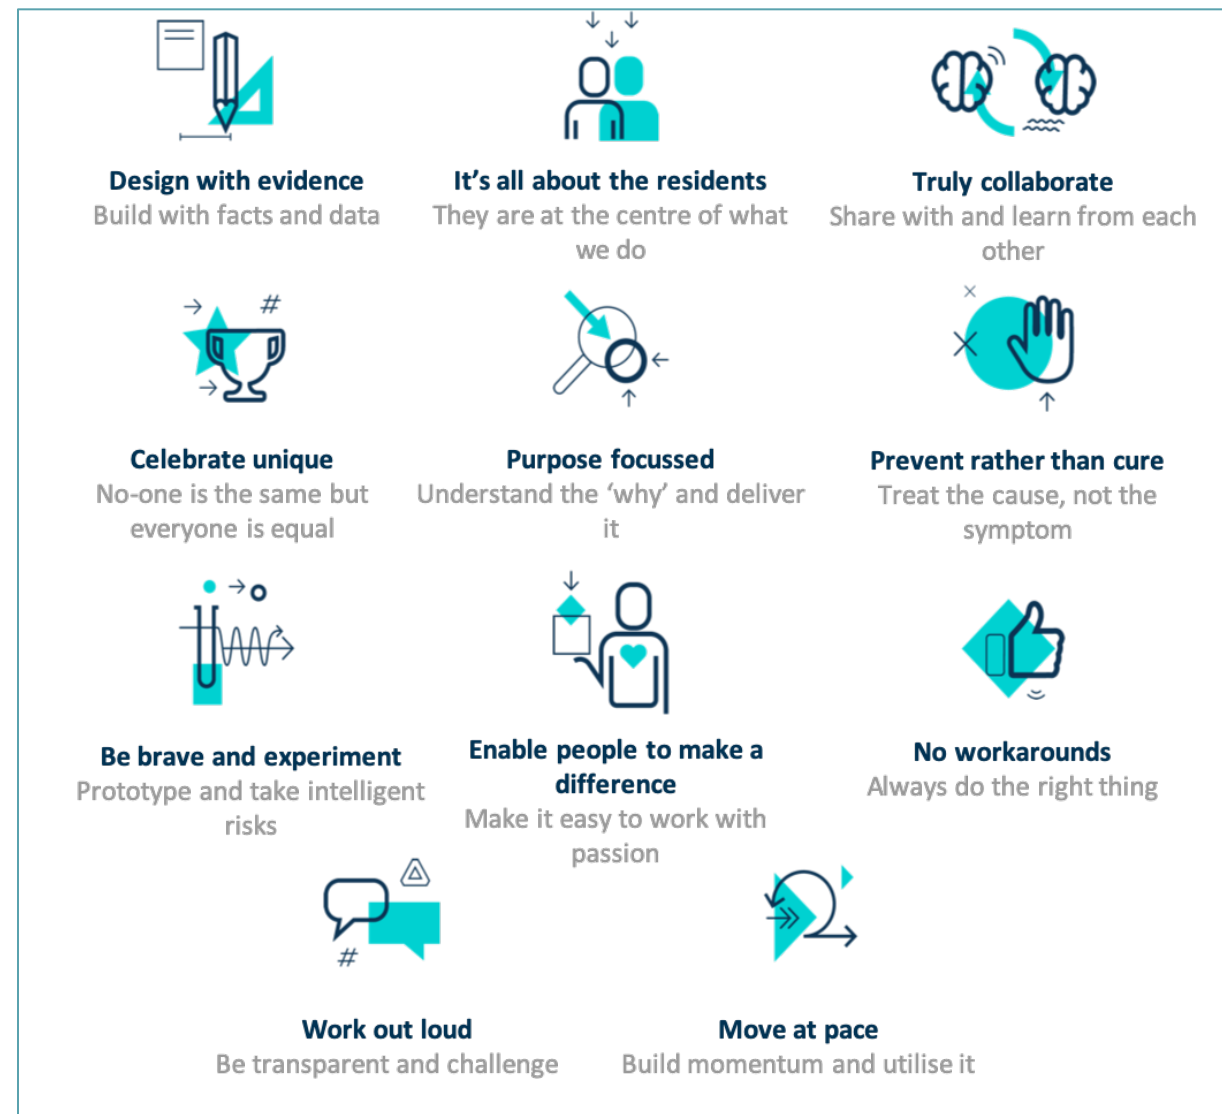 Design with evidence
Build with facts and data
It's all about the residents
They are at the centre of what
we do
Truly collaborate
Share with and learn from each
other
#
Celebrate unique
No-one is the same but
everyone is equal
Purpose focussed
Understand the ‘why’ and deliver
it
Prevent rather than cure
Treat the cause, not the
symptom
Be brave and experiment
Prototype and take intelligent
risks
Enable people to make a
difference
Make it easy to work with
passion
No workarounds
Always do the right thing
#
Work out loud
Be transparent and challenge
Move at pace
Build momentum and utilise it